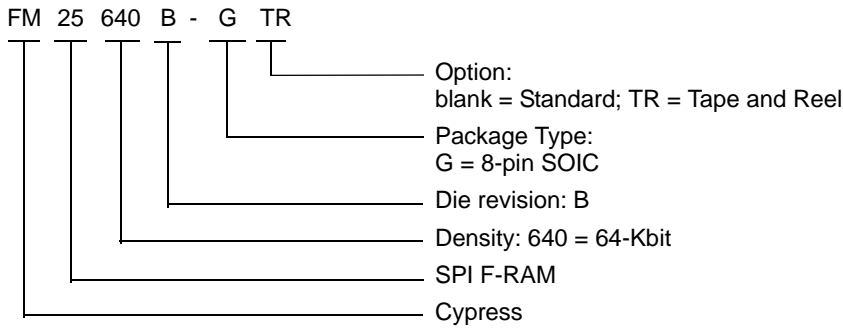 FM 25 640 B - G TR
Option:
blank = Standard; TR = Tape and Reel
Package Type:
G = 8-pin SOIC
Die revision: B
Density: 640 = 64-Kbit
SPI F-RAM
Cypress